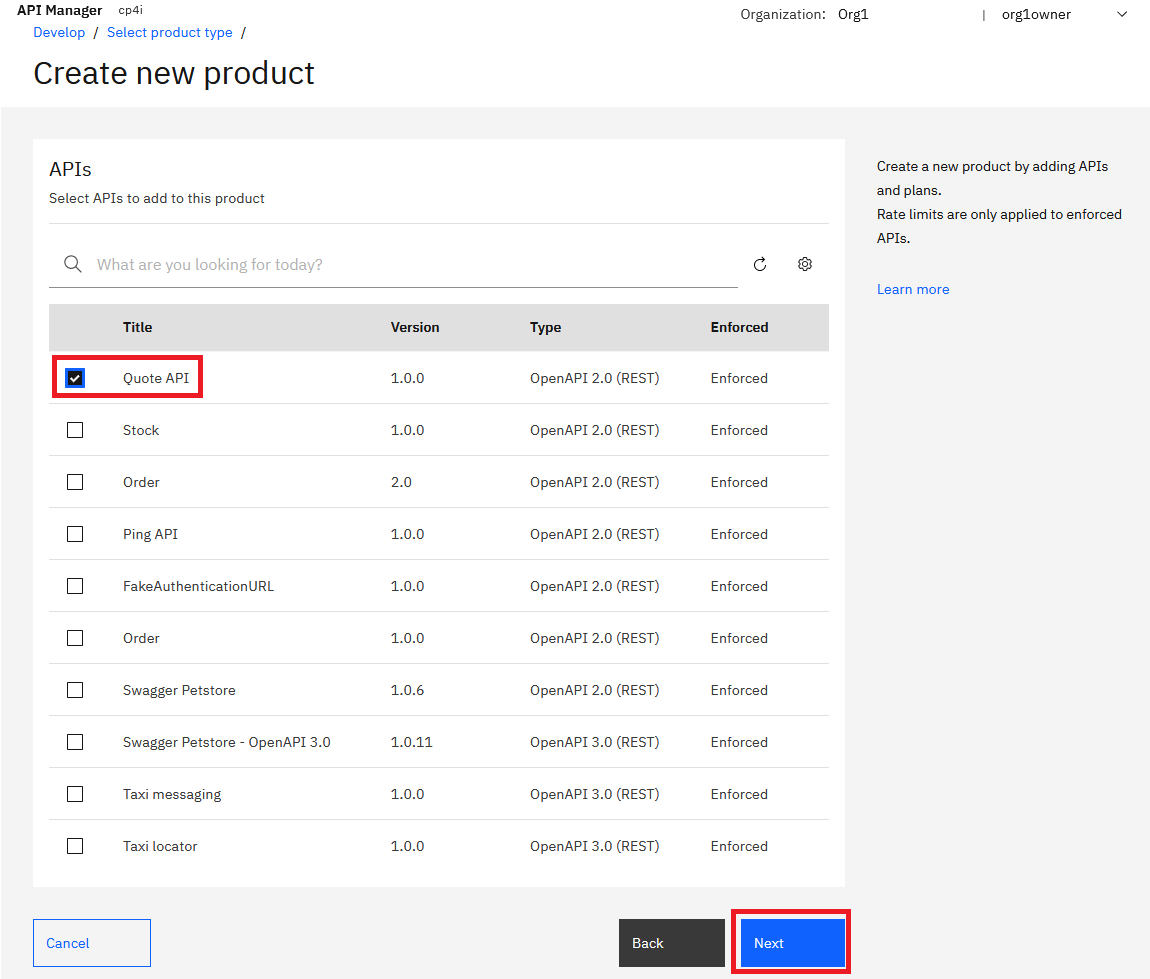 API Manager cp4i Organization: Org1 | org1owner
Develop / Select product type /
Create new product
APIs
Select APIs to add to this product
What are you looking for today?
Title Version Type Enforced
Quote API 1.0.0 OpenAPI 2.0 (REST) Enforced
Stock 1.0.0 OpenAPI 2.0 (REST) Enforced
Order 2.0 OpenAPI 2.0 (REST) Enforced
Ping API 1.0.0 OpenAPI 2.0 (REST) Enforced
FakeAuthenticationURL 1.0.0 OpenAPI 2.0 (REST) Enforced
Order 1.0.0 OpenAPI 2.0 (REST) Enforced
Swagger Petstore 1.0.6 OpenAPI 2.0 (REST) Enforced
Swagger Petstore - OpenAPI 3.0 1.0.11 OpenAPI 3.0 (REST) Enforced
Taxi messaging 1.0.0 OpenAPI 3.0 (REST) Enforced
Taxi locator 1.0.0 OpenAPI 3.0 (REST) Enforced
Create a new product by adding APIs
and plans.
Rate limits are only applied to enforced
APIs.
Learn more
Cancel Back Next